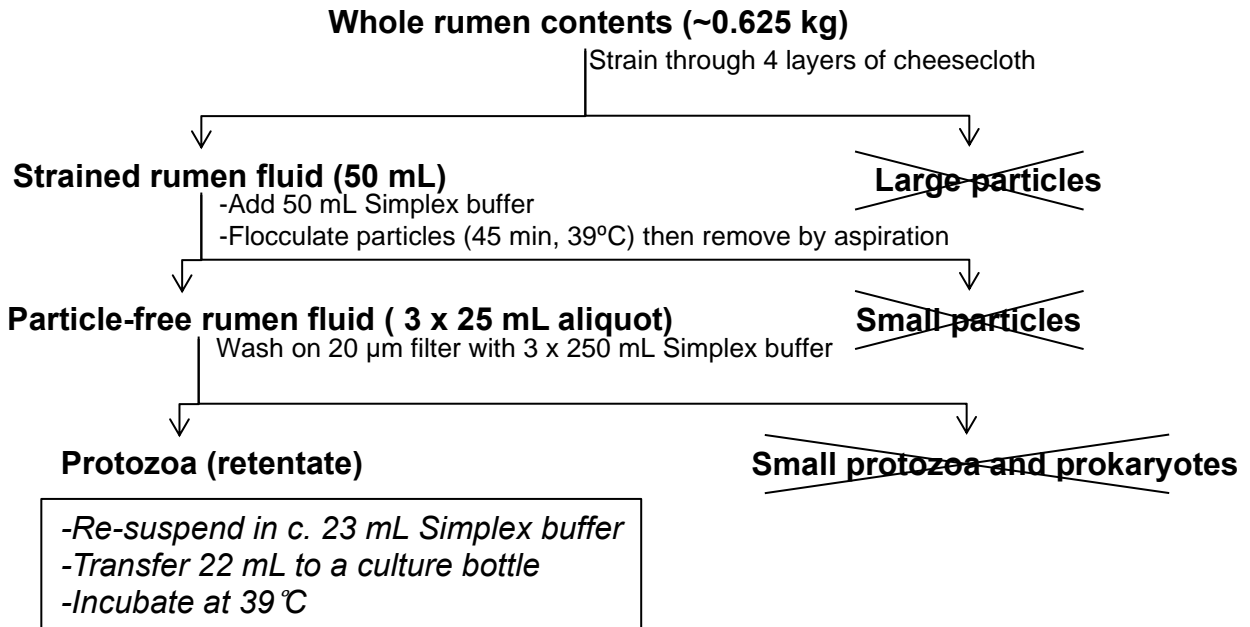 Whole rumen contents (~0.625 kg)
Strain through 4 layers of cheesecloth
Strained rumen fluid (50 mL)
Large particles
-Add 50 mL Simplex buffer
-Flocculate particles (45 min, 39ºC) then remove by aspiration
Particle-free rumen fluid ( 3 x 25 mL aliquot)
Small particles
Wash on 20 µm filter with 3 x 250 mL Simplex buffer
Protozoa (retentate)
Small protozoa and prokaryotes
-Re-suspend in c. 23 mL Simplex buffer
-Transfer 22 mL to a culture bottle
-Incubate at 39℃